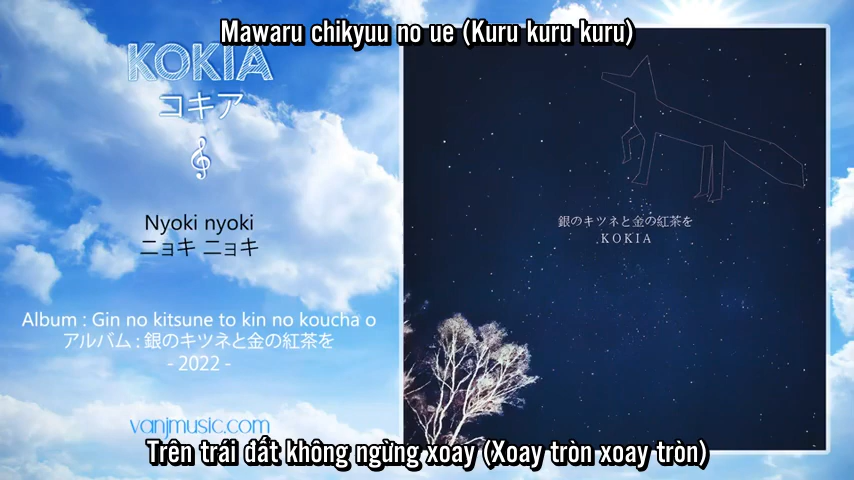 Mawaru chikyuu no ue (Kuru kuru kuru)
KOKIA
コキア
Nyoki nyoki
ニョキ ニョキ
Album : Gin no kitsune to kin no koucha o
アルバム : 銀のキツネと金の紅茶を
- 2022 -
vanjmusic.com
銀のキツネと金の紅茶を
KOKIA
Trên trái đất không ngừng xoay (Xoay tròn xoay tròn)